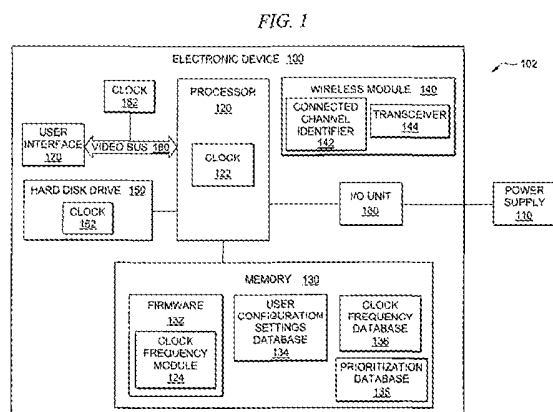 FIG. 1
ELECTRONIC DEVICE 100
102
CLOCK
182
PROCESSOR
120
CLOCK
122
WIRELESS MODULE 140
CONNECTED
CHANNEL
IDENTIFIER
142
TRANSCEIVER
144
USER
INTERFACE
170
VIDEO BUS 180
HARD DISK DRIVE 150
CLOCK
152
I/O UNIT
160
POWER
SUPPLY
110
MEMORY 130
FIRMWARE
132
CLOCK
FREQUENCY
MODULE
124
USER
CONFIGURATION
SETTINGS
DATABASE
134
CLOCK
FREQUENCY
DATABASE
136
PRIORITIZATION
DATABASE